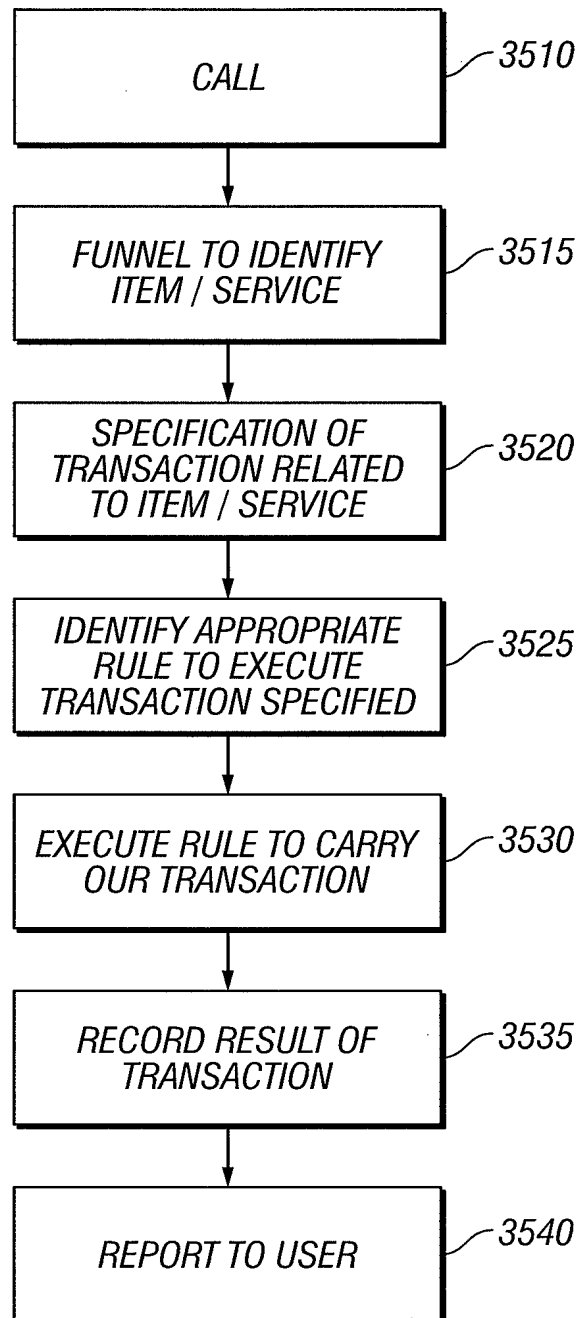 CALL
3510
FUNNEL TO IDENTIFY
ITEM / SERVICE
3515
SPECIFICATION OF
TRANSACTION RELATED
TO ITEM / SERVICE
3520
IDENTIFY APPROPRIATE
RULE TO EXECUTE
TRANSACTION SPECIFIED
3525
EXECUTE RULE TO CARRY
OUR TRANSACTION
3530
RECORD RESULT OF
TRANSACTION
3535
REPORT TO USER
3540